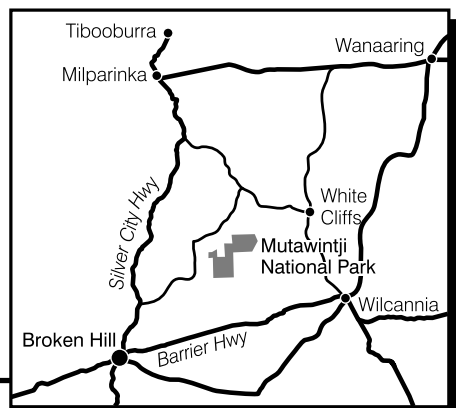 Tibooburra
Wanaaring
Milparinka
Silver City Hwy
White
Cliffs
Mutawintji
National Park
Wilcannia
Broken Hill
Barrier Hwy